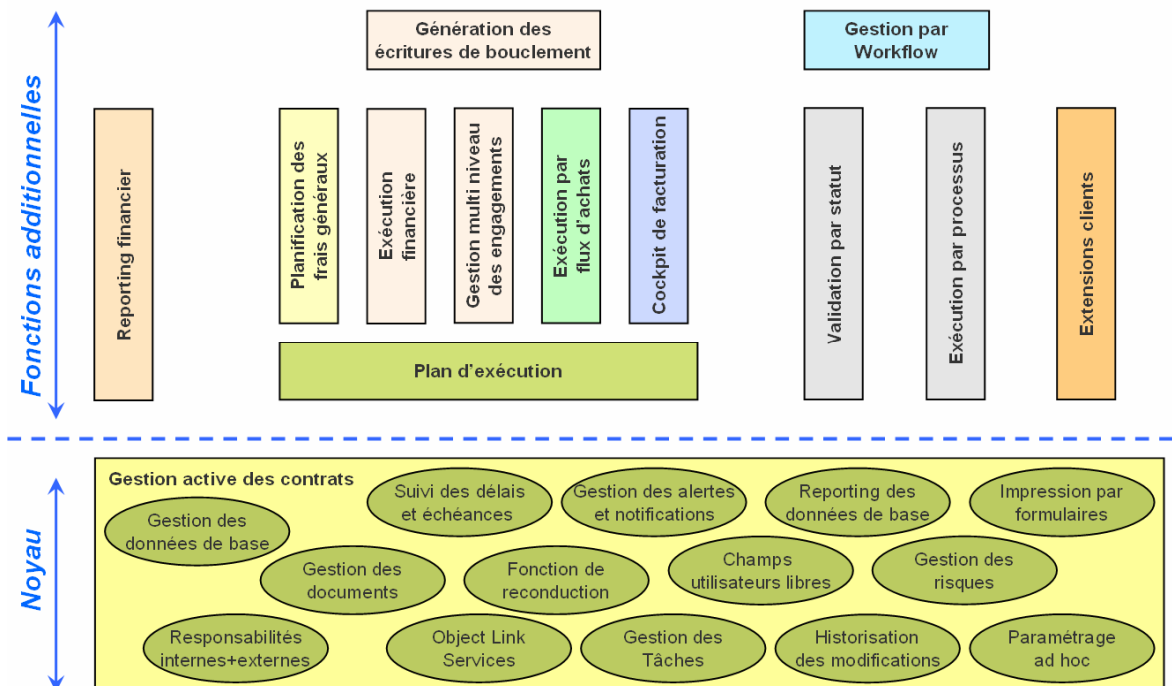 Fonctions additionnelles
Génération des
écritures de bouclement
Gestion par
Workflow
Reporting financier
Planification des
frais généraux
Exécution
financière
Gestion multi niveau
des engagements
Exécution par
flux d'achats
Cockpit de facturation
Validation par statut
Exécution par processus
Extensions clients
Plan d'exécution
Noyau
Gestion active des contrats
Suivi des délais
et échéances
Gestion des alertes
et notifications
Reporting des
données de base
Impression par
formulaires
Gestion des
données de base
Gestion des
documents
Fonction de
reconduction
Champs
utilisateurs libres
Gestion des
risques
Responsabilités
internes+externes
Object Link
Services
Gestion des
Tâches
Historisation
des modifications
Paramétrage
ad hoc